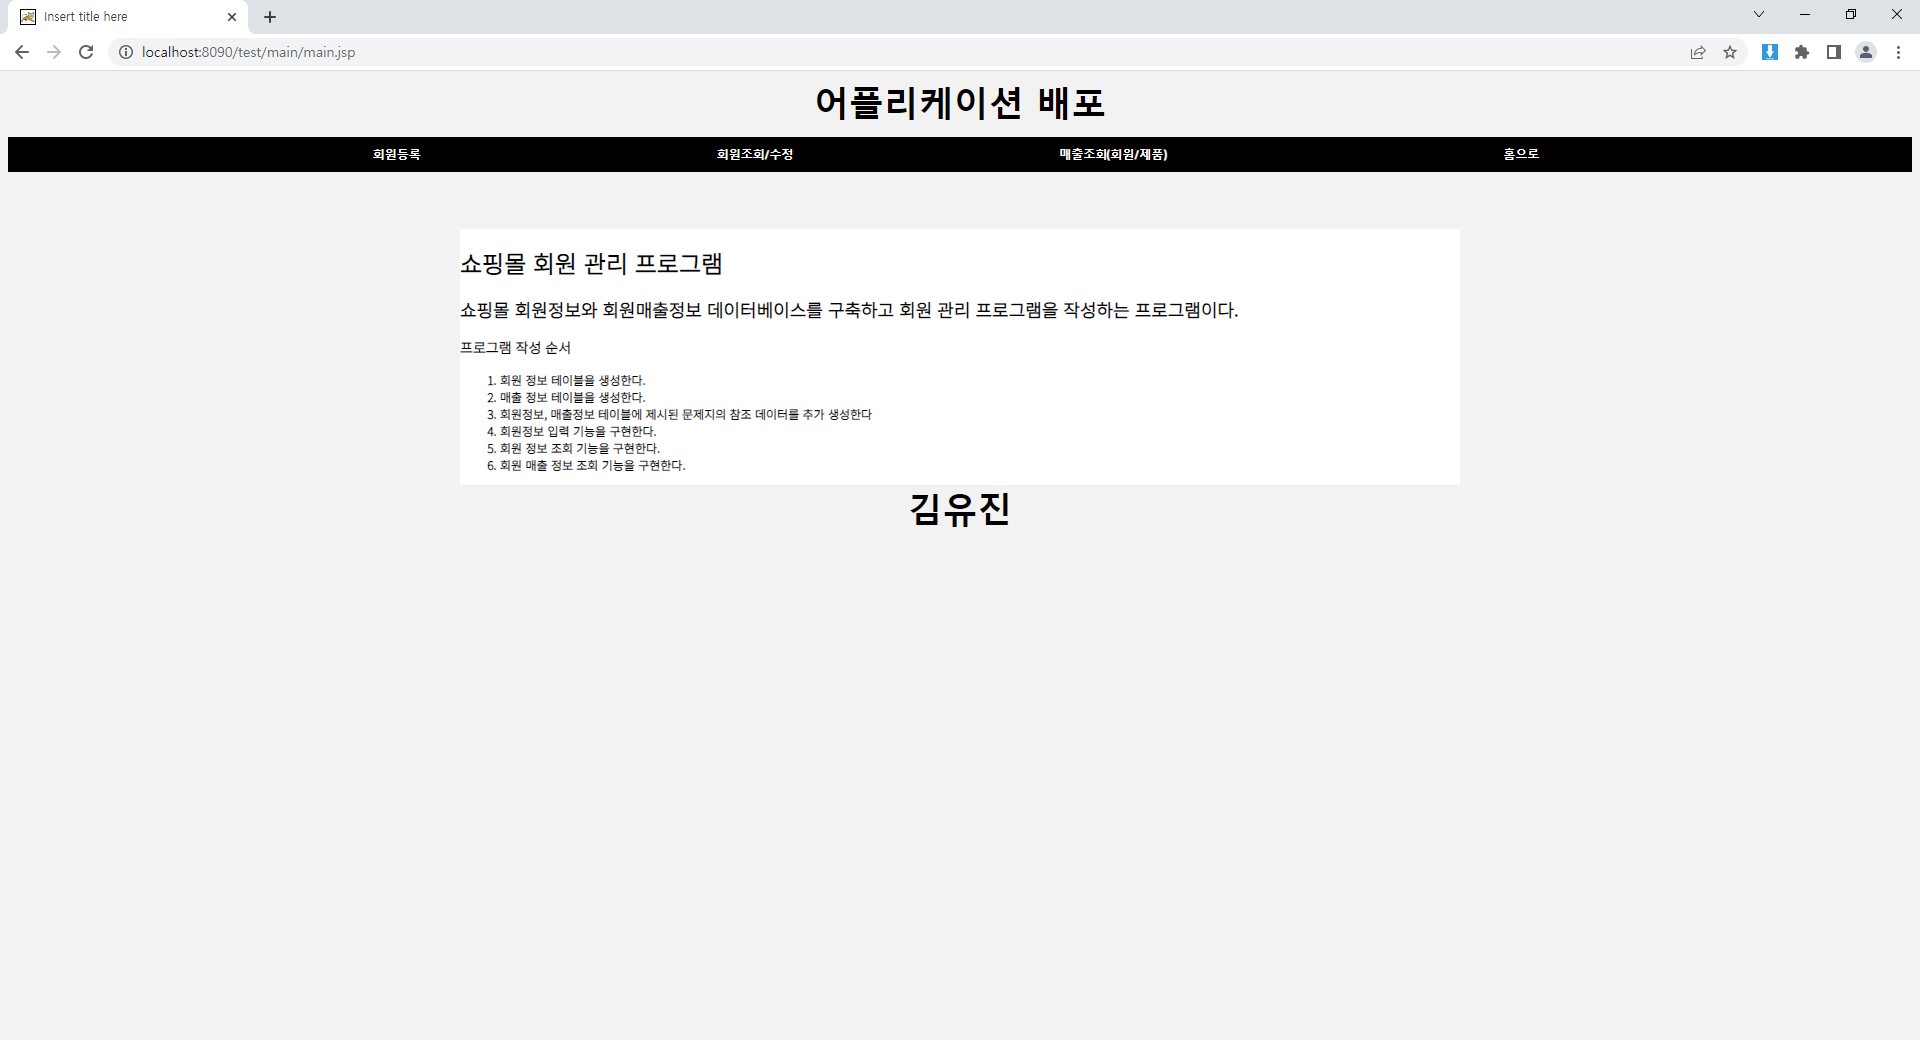 Insert title here
localhost:8090/test/main/main.jsp
어플리케이션 배포
회원등록 회원조회/수정 매출조회(회원/제품) 홈으로
쇼핑몰 회원 관리 프로그램
쇼핑몰 회원정보와 회원매출정보 데이터베이스를 구축하고 회원 관리 프로그램을 작성하는 프로그램이다.
프로그램 작성 순서
1. 회원 정보 테이블을 생성한다.
2. 매출 정보 테이블을 생성한다.
3. 회원정보, 매출정보 테이블에 제시된 문제지의 참조 데이터를 추가 생성한다
4. 회원정보 입력 기능을 구현한다.
5. 회원 정보 조회 기능을 구현한다.
6. 회원 매출 정보 조회 기능을 구현한다.
김유진